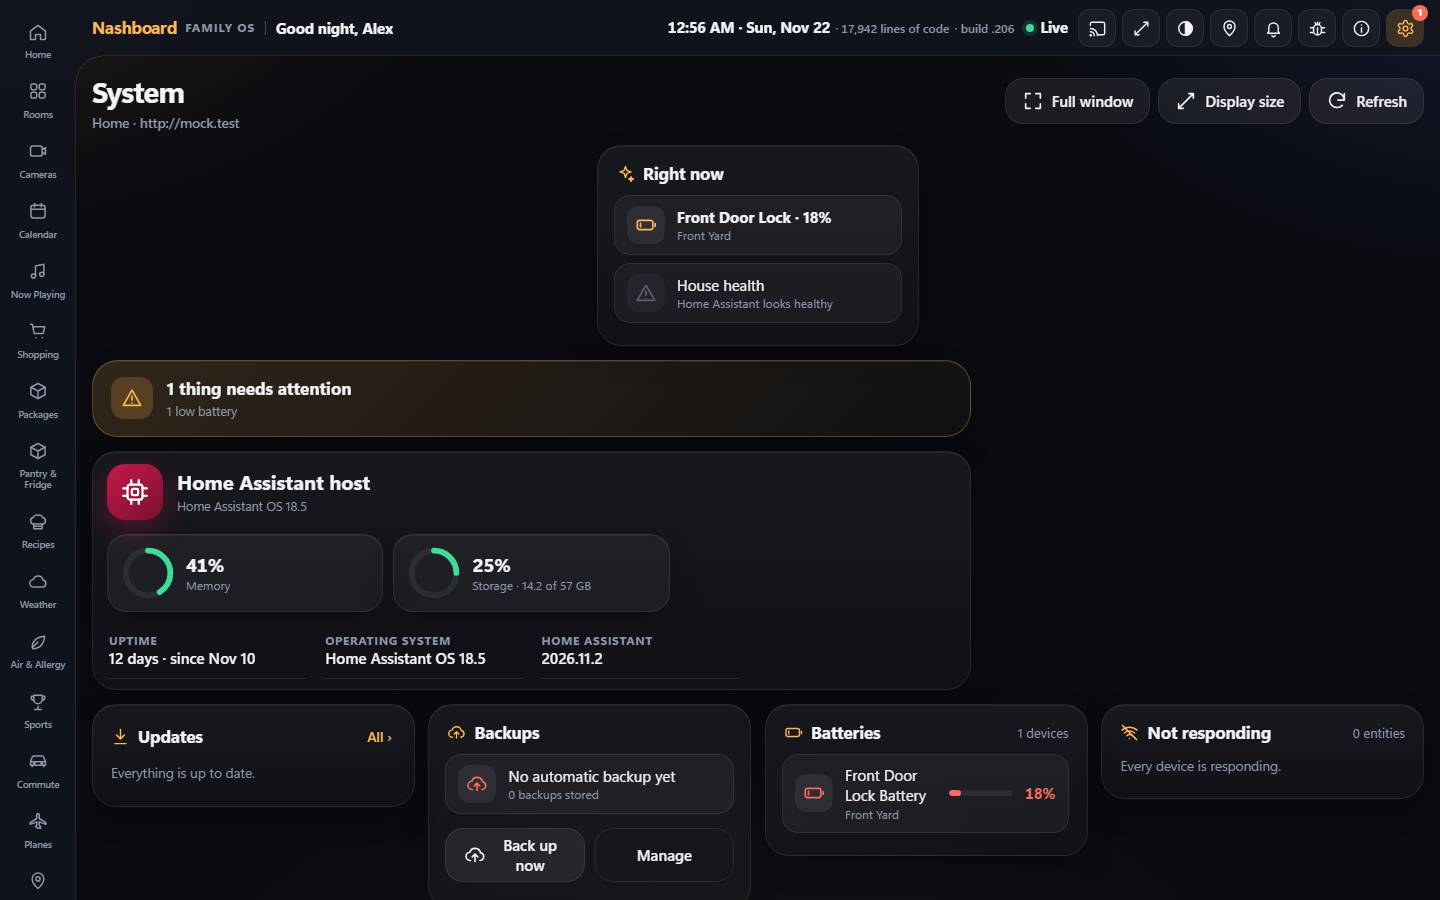 Nashboard FAMILY OS Good night, Alex
12:56 AM · Sun, Nov 22 · 17,942 lines of code · build .206 Live
1
Home
Rooms
Cameras
Calendar
Now Playing
Shopping
Packages
Pantry &
Fridge
Recipes
Weather
Air & Allergy
Sports
Commute
Planes
System
Home · http://mock.test
Full window
Display size
Refresh
Right now
Front Door Lock · 18%
Front Yard
House health
Home Assistant looks healthy
1 thing needs attention
1 low battery
Home Assistant host
Home Assistant OS 18.5
41%
Memory
25%
Storage · 14.2 of 57 GB
UPTIME
12 days · since Nov 10
OPERATING SYSTEM
Home Assistant OS 18.5
HOME ASSISTANT
2026.11.2
Updates
All ›
Everything is up to date.
Backups
No automatic backup yet
0 backups stored
Back up
now
Manage
Batteries
1 devices
Front Door
Lock Battery
Front Yard
18%
Not responding
0 entities
Every device is responding.